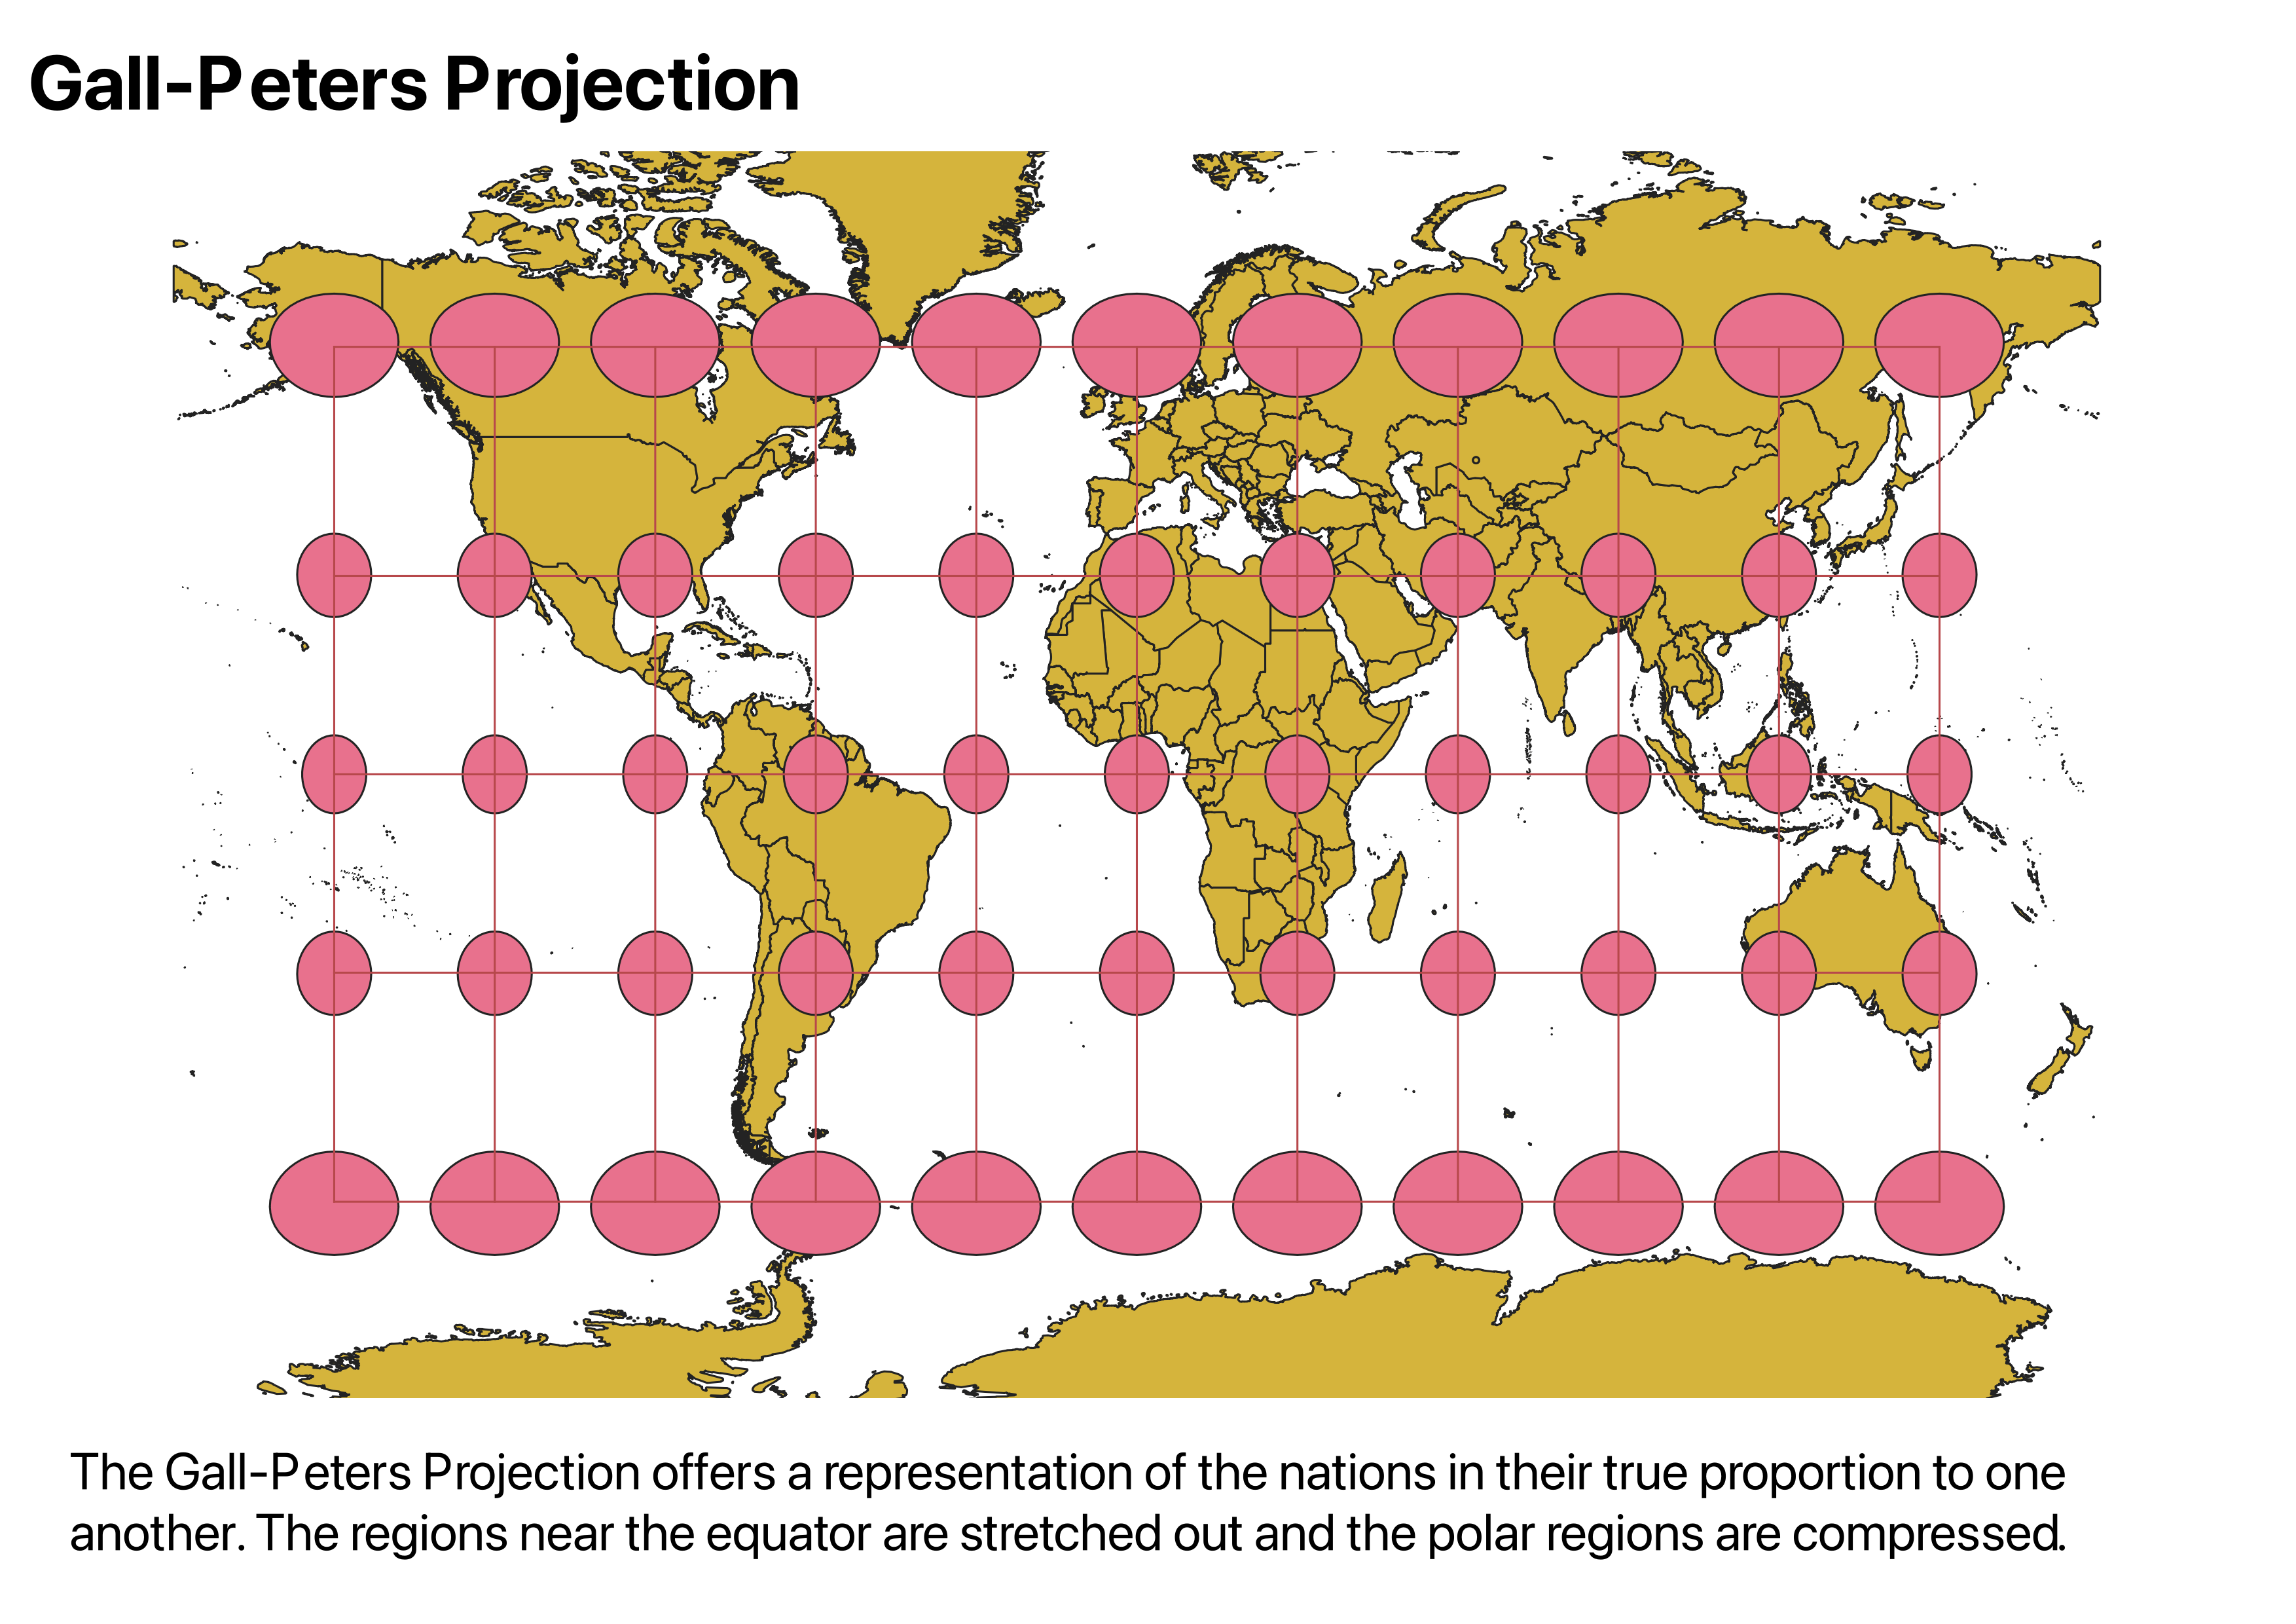 Gall-Peters Projection
The Gall-Peters Projection offers a representation of the nations in their true proportion to one
another. The regions near the equator are stretched out and the polar regions are compressed.